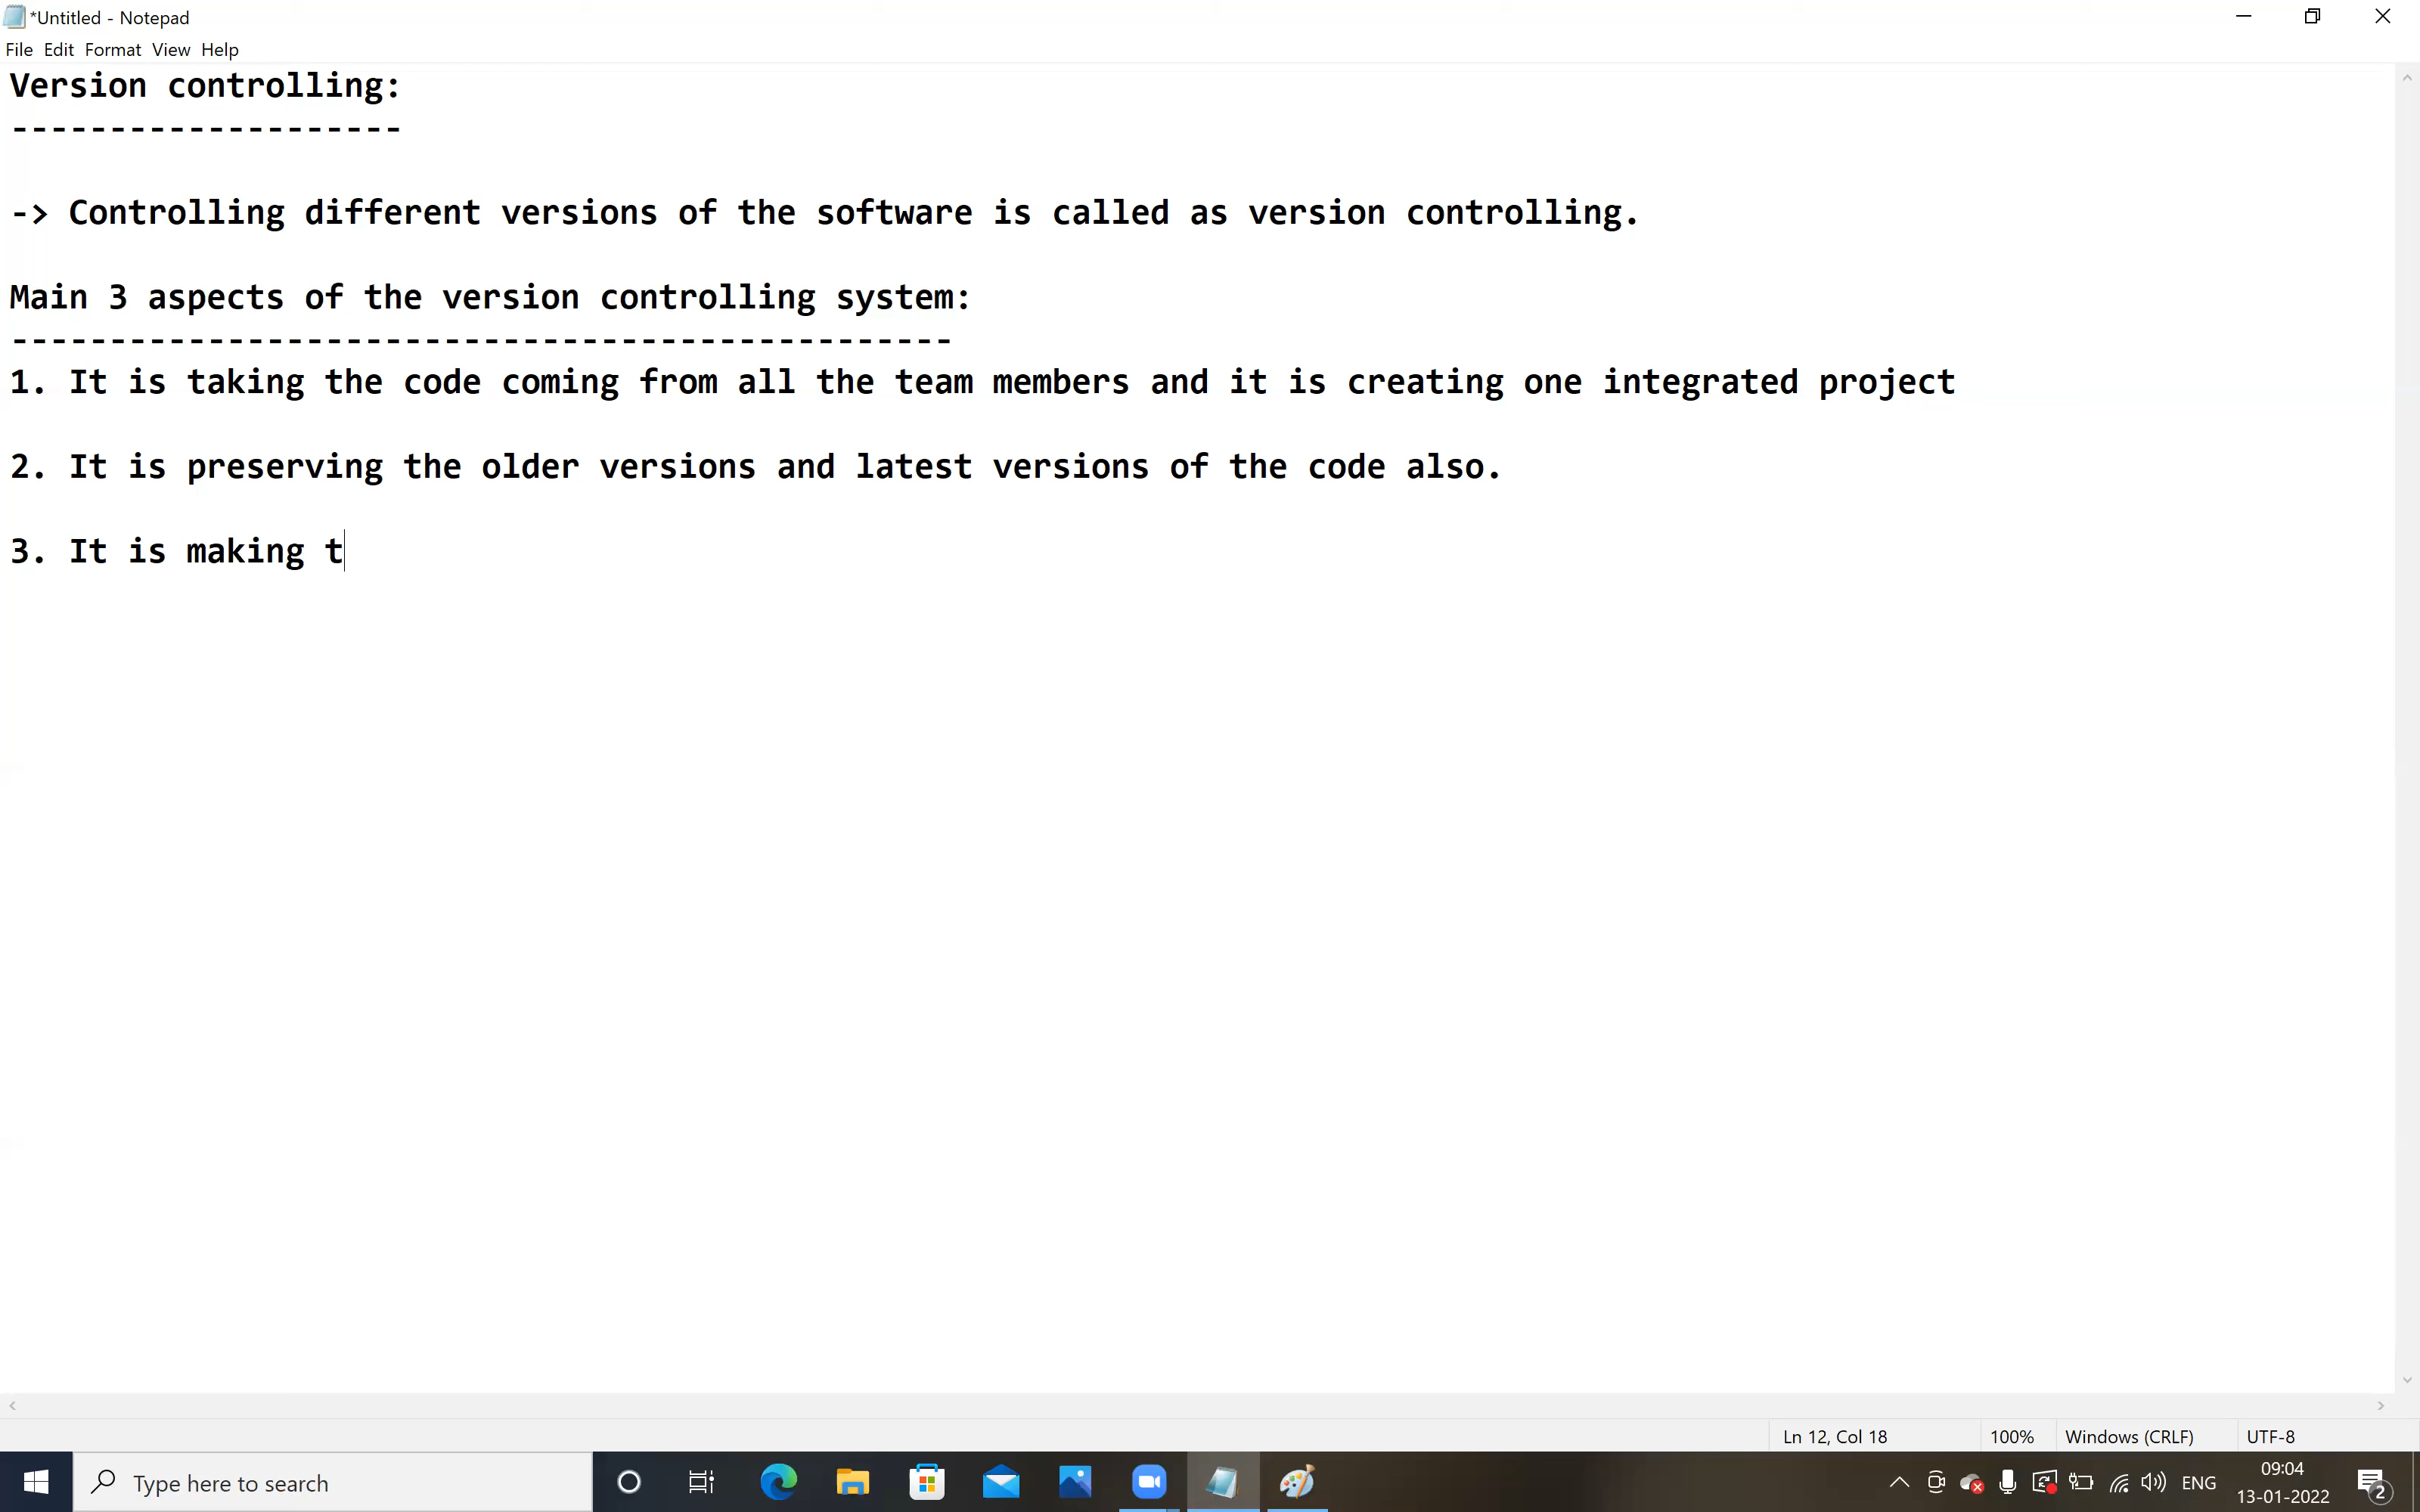 *Untitled - Notepad
File Edit Format View Help
Version controlling:
--------------------
-> Controlling different versions of the software is called as version controlling.
Main 3 aspects of the version controlling system:
------------------------------------------------
1. It is taking the code coming from all the team members and it is creating one integrated project
2. It is preserving the older versions and latest versions of the code also.
3. It is making t
Ln 12, Col 18 100% Windows (CRLF) UTF-8
Type here to search
ENG
09:04
13-01-2022
2